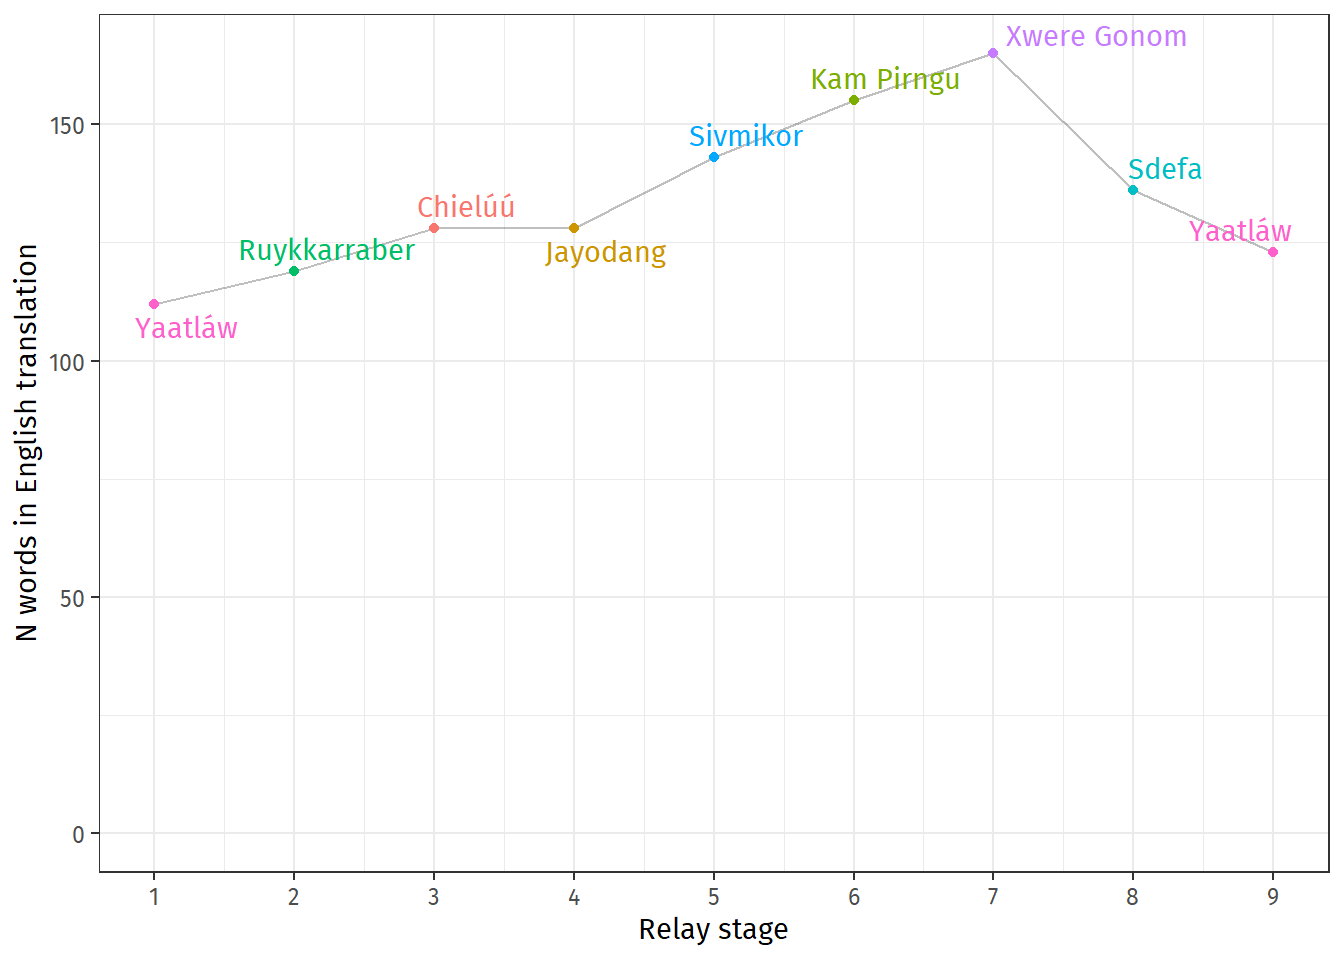 Xwere Gonom
Kam Pirngu
Sivmikor
Sdefa
Chielúú
Yaatláw
Ruykkarraber
Jayodang
Yaatláw
150
100
50
0
N words in English translation
1 2 3 4 5 6 7 8 9
Relay stage